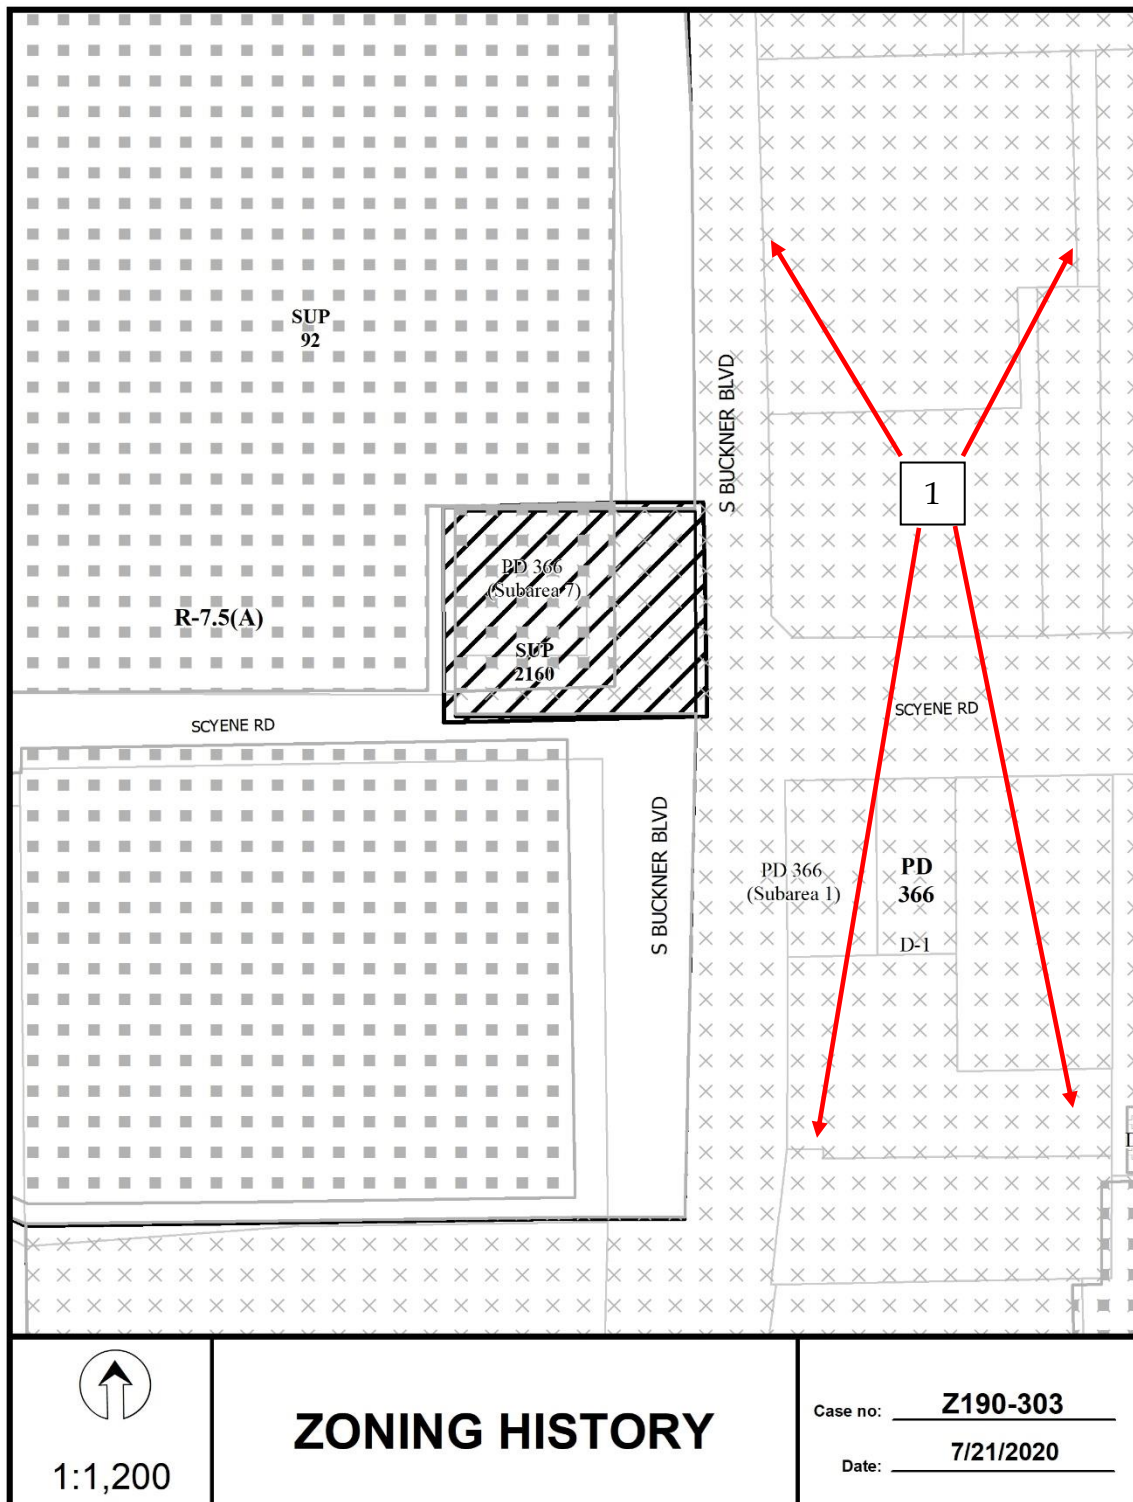 SUP
92
S BUCKNER BLVD
1
PD 366
(Subarea 7)
R-7.5(A)
SUP
2160
SCYENE RD
SCYENE RD
S BUCKNER BLVD
PD 366
(Subarea 1)
PD
366
D-1
1:1,200
ZONING HISTORY
Case no: Z190-303
Date: 7/21/2020